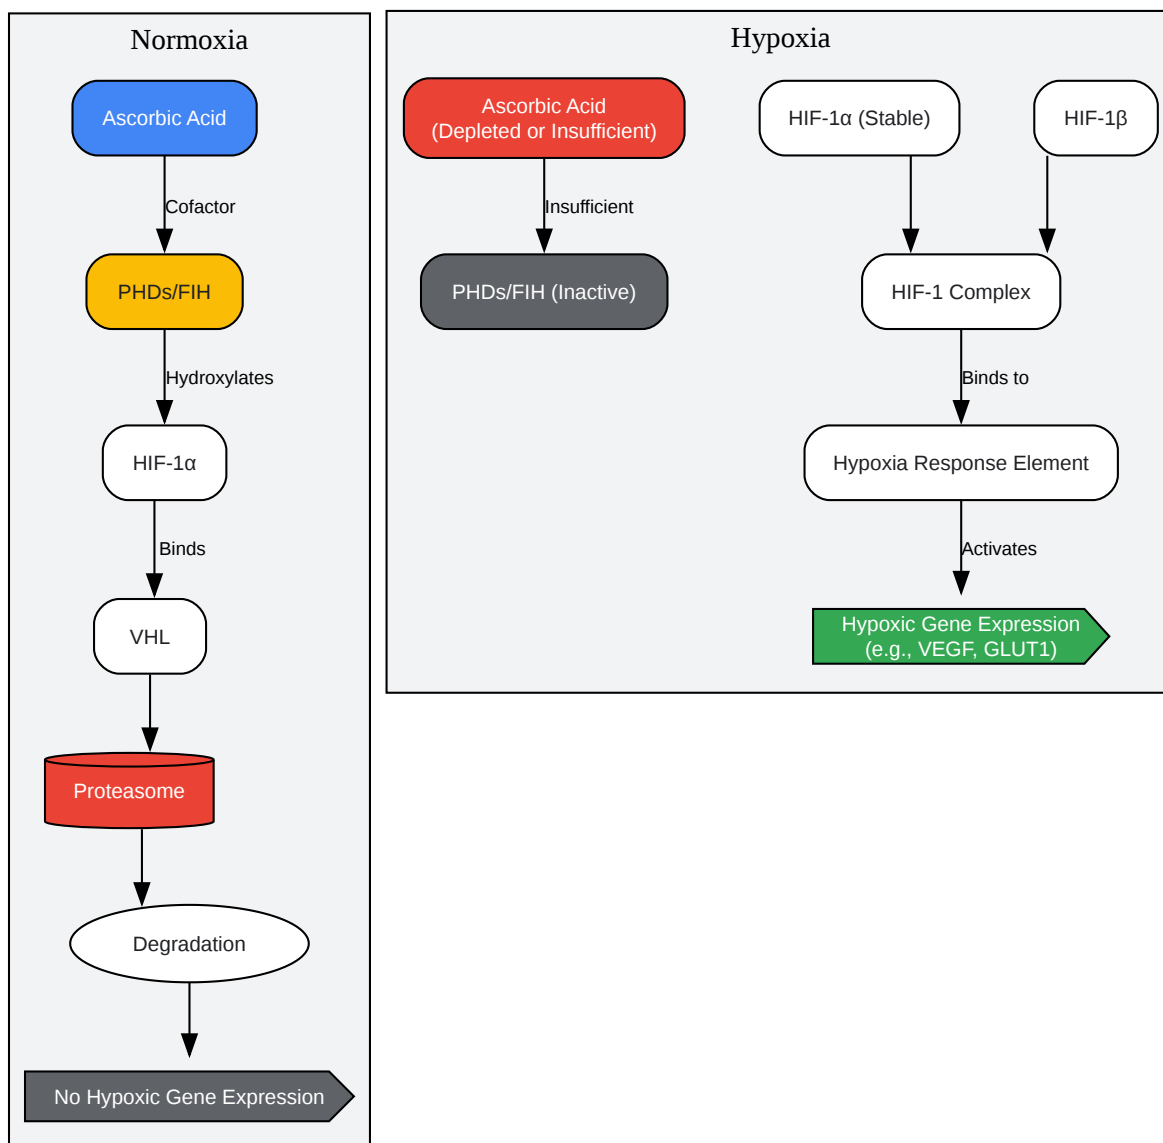 Normoxia
Ascorbic Acid
Cofactor
PHDs/FIH
Hydroxylates
HIF-1α
Binds
VHL
Proteasome
Degradation
No Hypoxic Gene Expression
Hypoxia
Ascorbic Acid
(Depleted or Insufficient)
Insufficient
PHDs/FIH (Inactive)
HIF-1α (Stable)
HIF-1β
HIF-1 Complex
Binds to
Hypoxia Response Element
Activates
Hypoxic Gene Expression
(e.g., VEGF, GLUT1)